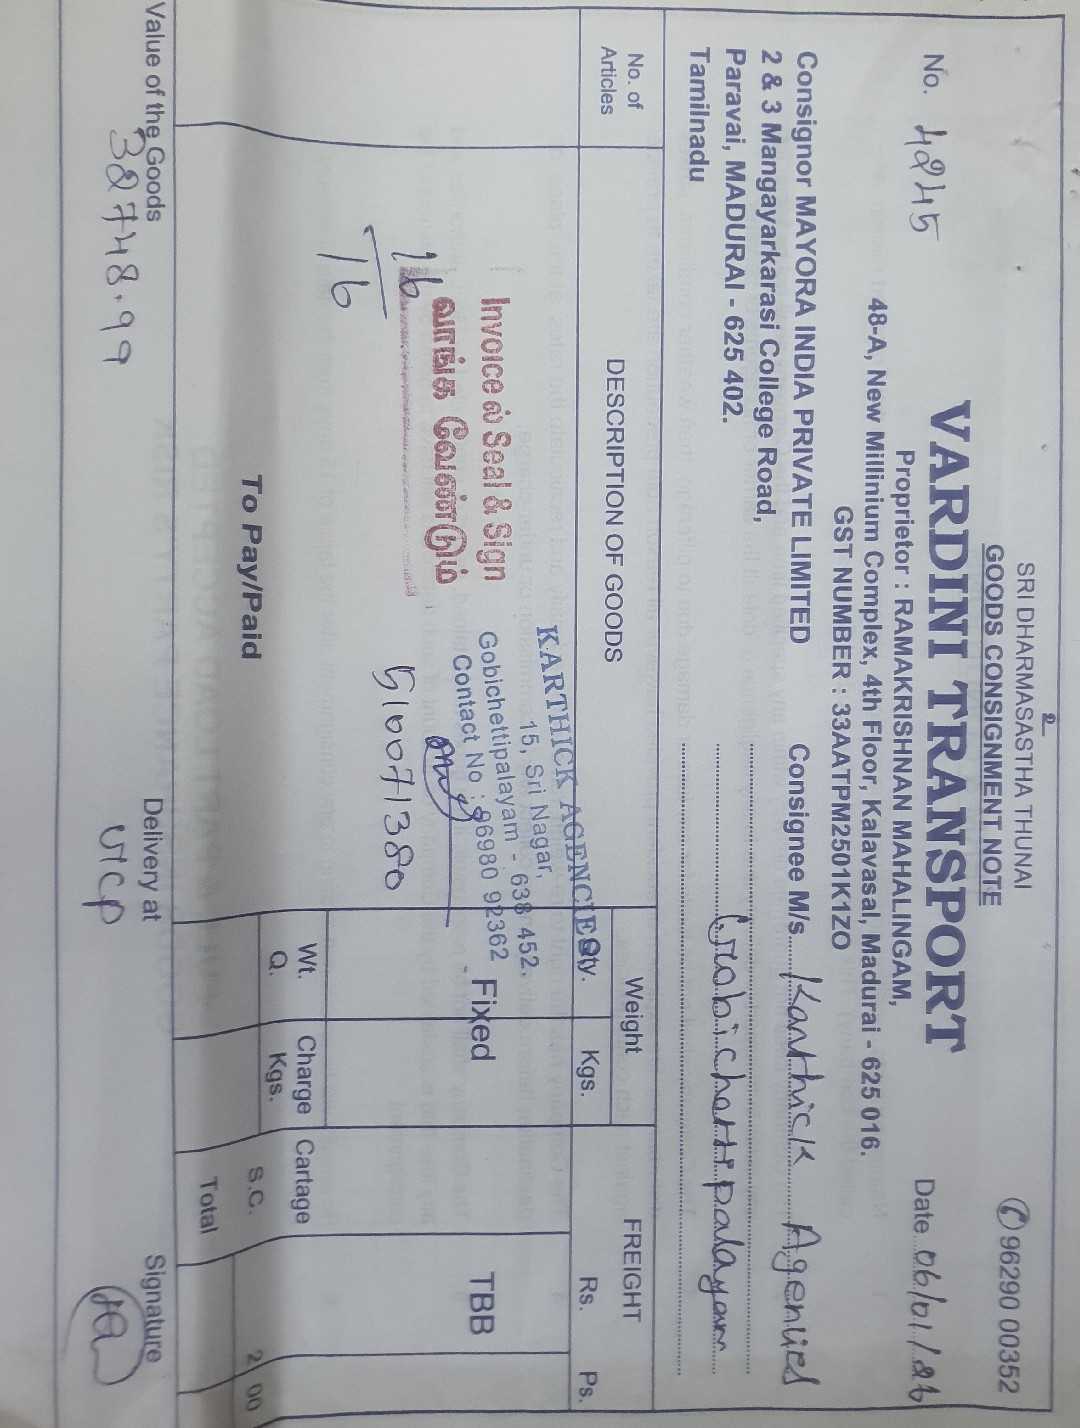 உ
SRI DHARMASASTHA THUNAI
GOODS CONSIGNMENT NOTE
✆ 96290 00352
VARDINI TRANSPORT
No. 4245
Date 06/01/26
Proprietor : RAMAKRISHNAN MAHALINGAM,
48-A, New Millinium Complex, 4th Floor, Kalavasal, Madurai - 625 016.
GST NUMBER : 33AATPM2501K1ZO
Consignor MAYORA INDIA PRIVATE LIMITED
2 & 3 Mangayarkarasi College Road,
Paravai, MADURAI - 625 402.
Tamilnadu
Consignee M/s. Karthick Agencies
Gobichettipalayam
No. of Articles
DESCRIPTION OF GOODS
Weight
Qty.
Kgs.
FREIGHT
Rs.
Ps.
KARTHICK AGENCIES
15, Sri Nagar,
Gobichettipalayam - 638 452.
Contact No : 96980 92362
Invoice ல் Seal & Sign
வாங்க வேண்டும்
Fixed
TBB
16
16
510071380
Wt.
Q.
Charge
Kgs.
Cartage
S.C.
2 00
To Pay/Paid
Total
Value of the Goods
327748.99
Delivery at
Signature